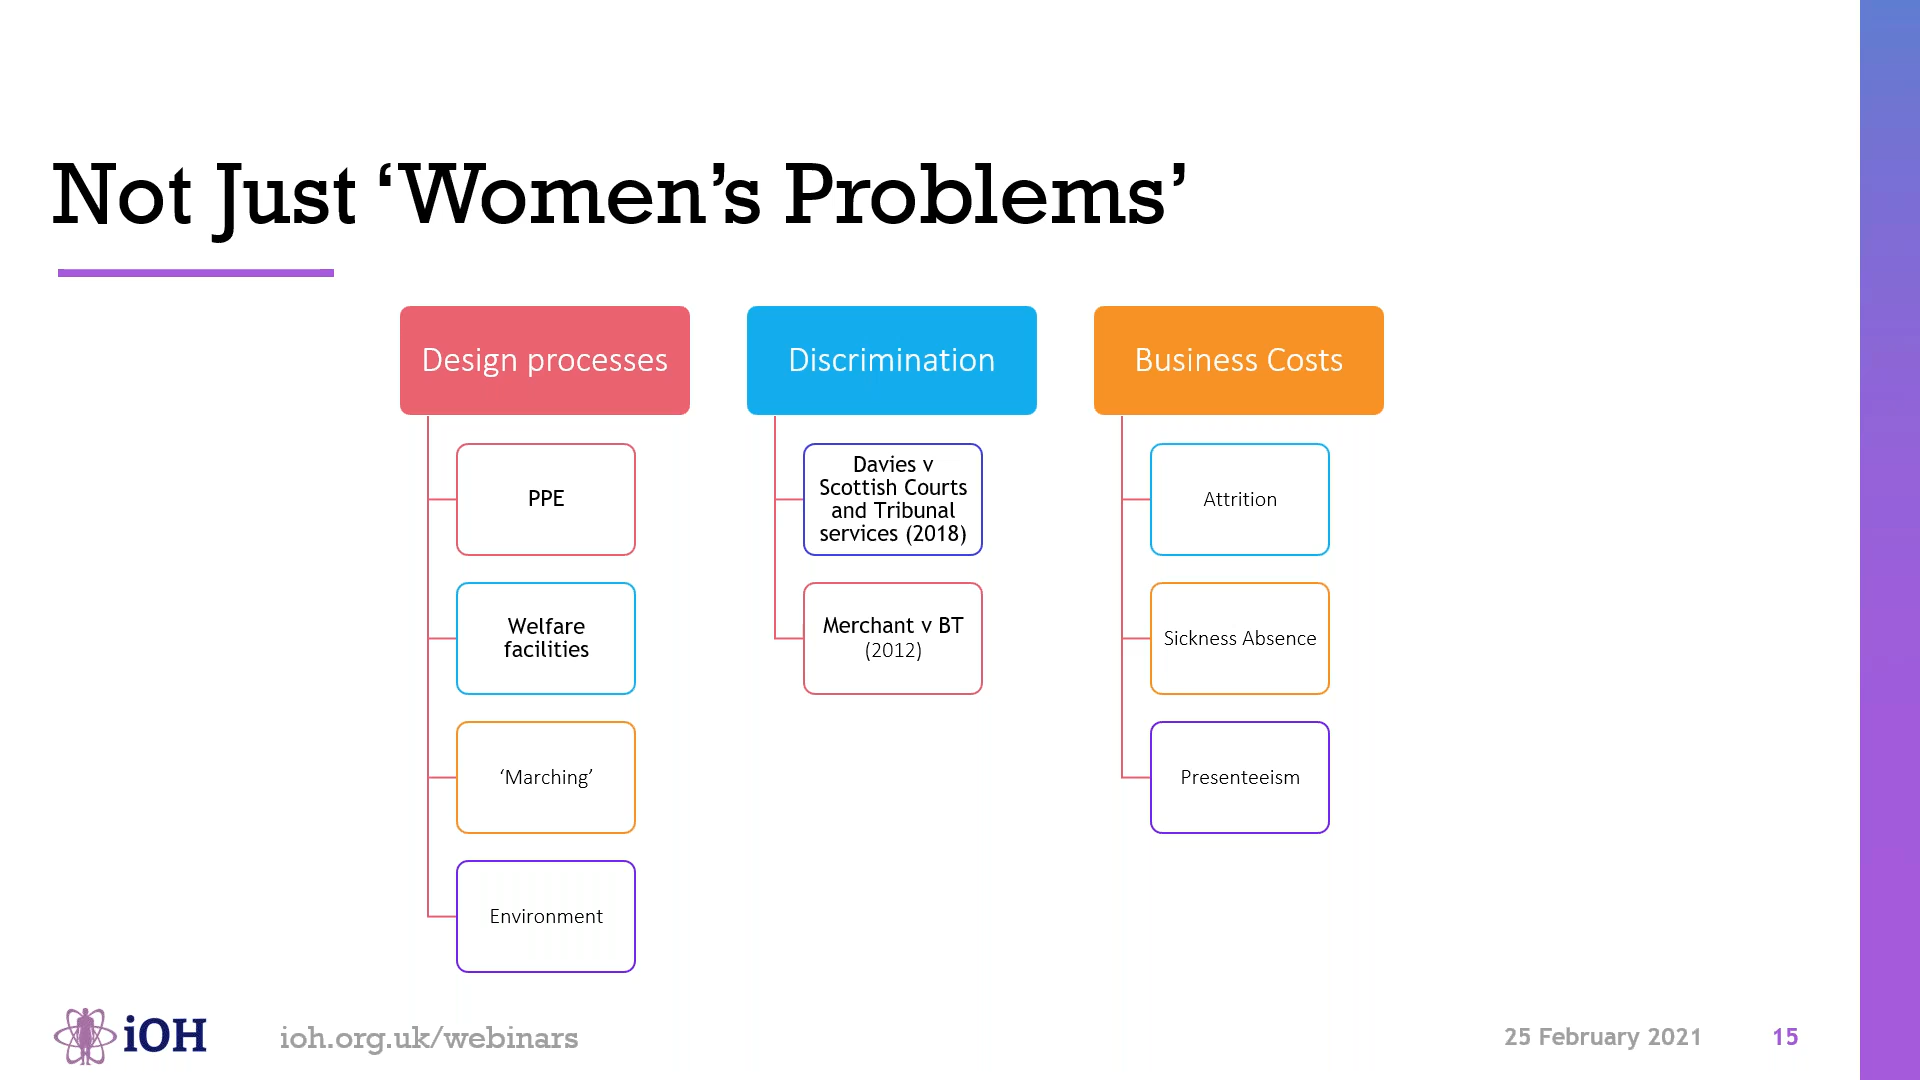 Not Just ‘Women’s Problems’
Design processes
PPE
Welfare
facilities
‘Marching’
Environment
Discrimination
Davies v
Scottish Courts
and Tribunal
services (2018)
Merchant v BT
(2012)
Business Costs
Attrition
Sickness Absence
Presenteeism
iOH
ioh.org.uk/webinars
25 February 2021
15